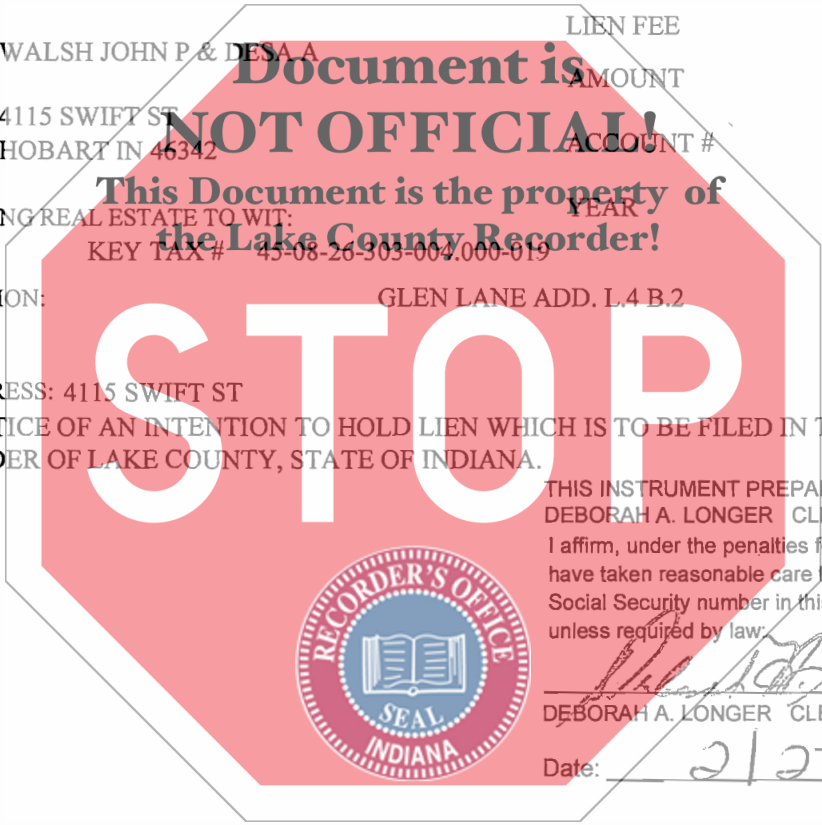 LIEN FEE
WALSH JOHN P & DESA A
Document is
AMOUNT
4115 SWIFT ST
NOT OFFICIAL!
HOBART IN 46342
ACCOUNT #
This Document is the property of
YEAR
NG REAL ESTATE TO WIT:
the Lake County Recorder!
KEY TAX # 45-08-26-303-004.000-019
ION:
GLEN LANE ADD. L.4 B.2
STOP
RESS: 4115 SWIFT ST
TICE OF AN INTENTION TO HOLD LIEN WHICH IS TO BE FILED IN T
DER OF LAKE COUNTY, STATE OF INDIANA.
THIS INSTRUMENT PREPA
DEBORAH A. LONGER CLE
I affirm, under the penalties f
have taken reasonable care t
Social Security number in this
unless required by law:
RECORDER'S OFFICE
SEAL
INDIANA
DEBORAH A. LONGER CLE
Date: 2/2